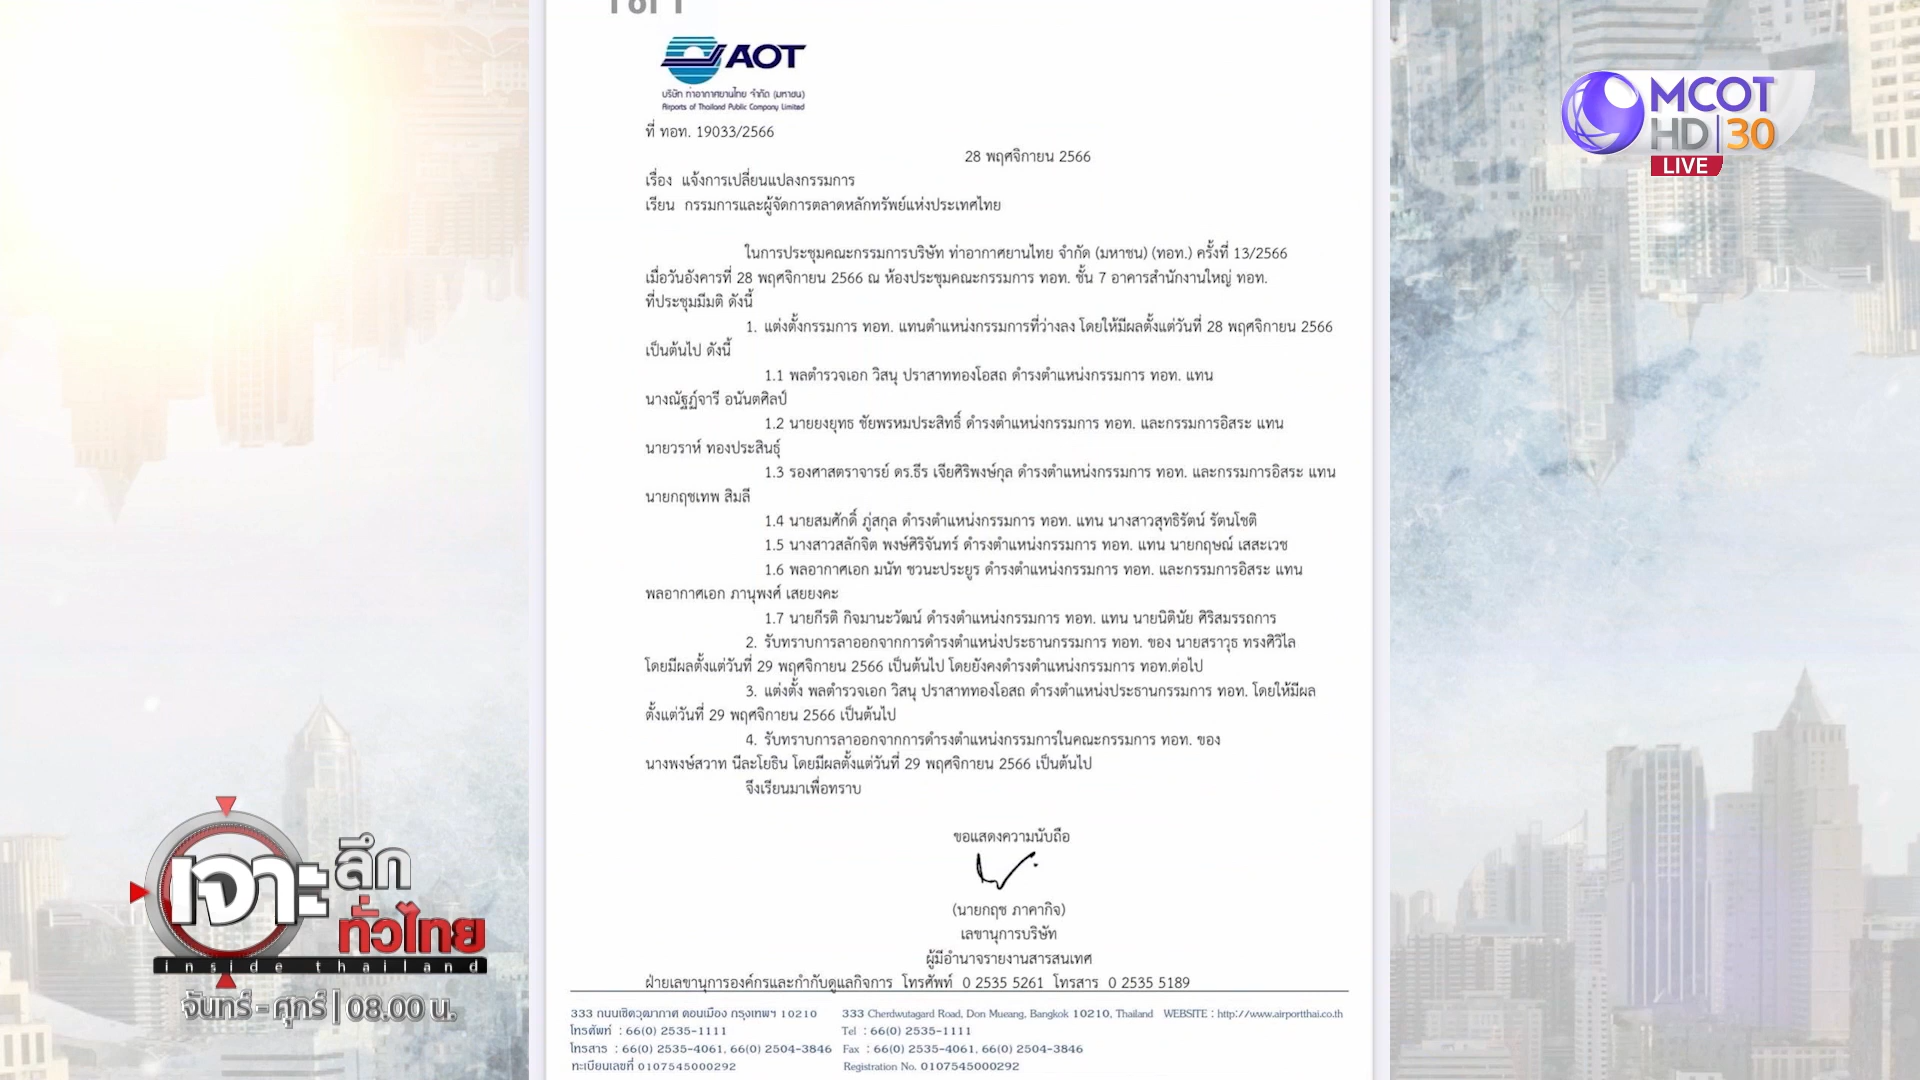 AOT
บริษัท ท่าอากาศยานไทย จำกัด (มหาชน)
Airports of Thailand Public Company Limited
MCOT
HD 30
LIVE
ที่ ทอท. 19033/2566
28 พฤศจิกายน 2566
เรื่อง แจ้งการเปลี่ยนแปลงกรรมการ
เรียน กรรมการและผู้จัดการตลาดหลักทรัพย์แห่งประเทศไทย
ในการประชุมคณะกรรมการบริษัท ท่าอากาศยานไทย จำกัด (มหาชน) (ทอท.) ครั้งที่ 13/2566
เมื่อวันอังคารที่ 28 พฤศจิกายน 2566 ณ ห้องประชุมคณะกรรมการ ทอท. ชั้น 7 อาคารสำนักงานใหญ่ ทอท.
ที่ประชุมมีมติ ดังนี้
1. แต่งตั้งกรรมการ ทอท. แทนตำแหน่งกรรมการที่ว่างลง โดยให้มีผลตั้งแต่วันที่ 28 พฤศจิกายน 2566
เป็นต้นไป ดังนี้
1.1 พลตำรวจเอก วิสนุ ปราสาททองโอสถ ดำรงตำแหน่งกรรมการ ทอท. แทน
นางณัฐฏ์จารี อนันตศิลป์
1.2 นายยงยุทธ ชัยพรหมประสิทธิ์ ดำรงตำแหน่งกรรมการ ทอท. และกรรมการอิสระ แทน
นายวราห์ ทองประสินธุ์
1.3 รองศาสตราจารย์ ดร.ธีร เจียศิริพงษ์กุล ดำรงตำแหน่งกรรมการ ทอท. และกรรมการอิสระ แทน
นายกฤชเทพ สิมลี
1.4 นายสมศักดิ์ ภู่สกุล ดำรงตำแหน่งกรรมการ ทอท. แทน นางสาวสุทธิรัตน์ รัตนโชติ
1.5 นางสาวสลักจิต พงษ์ศิริจันทร์ ดำรงตำแหน่งกรรมการ ทอท. แทน นายกฤษณ์ เสสะเวช
1.6 พลอากาศเอก มนัท ชวนะประยูร ดำรงตำแหน่งกรรมการ ทอท. และกรรมการอิสระ แทน
พลอากาศเอก ภานุพงศ์ เสยยงคะ
1.7 นายกีรติ กิจมานะวัฒน์ ดำรงตำแหน่งกรรมการ ทอท. แทน นายนิตินัย ศิริสมรรถการ
2. รับทราบการลาออกจากการดำรงตำแหน่งประธานกรรมการ ทอท. ของ นายสราวุธ ทรงศิวิไล
โดยมีผลตั้งแต่วันที่ 29 พฤศจิกายน 2566 เป็นต้นไป โดยยังคงดำรงตำแหน่งกรรมการ ทอท.ต่อไป
3. แต่งตั้ง พลตำรวจเอก วิสนุ ปราสาททองโอสถ ดำรงตำแหน่งประธานกรรมการ ทอท. โดยให้มีผล
ตั้งแต่วันที่ 29 พฤศจิกายน 2566 เป็นต้นไป
4. รับทราบการลาออกจากการดำรงตำแหน่งกรรมการในคณะกรรมการ ทอท. ของ
นางพงษ์สวาท นีละโยธิน โดยมีผลตั้งแต่วันที่ 29 พฤศจิกายน 2566 เป็นต้นไป
จึงเรียนมาเพื่อทราบ
ขอแสดงความนับถือ
(นายกฤช ภาคากิจ)
เลขานุการบริษัท
ผู้มีอำนาจรายงานสารสนเทศ
ฝ่ายเลขานุการองค์กรและกำกับดูแลกิจการ โทรศัพท์ 0 2535 5261 โทรสาร 0 2535 5189
333 ถนนเชิดวุฒากาศ ดอนเมือง กรุงเทพฯ 10210 333 Cherdwutagard Road, Don Mueang, Bangkok 10210, Thailand WEBSITE : http://www.airportthai.co.th
โทรศัพท์ : 66(0) 2535-1111 Tel : 66(0) 2535-1111
โทรสาร : 66(0) 2535-4061, 66(0) 2504-3846 Fax : 66(0) 2535-4061, 66(0) 2504-3846
ทะเบียนเลขที่ 0107545000292 Registration No. 0107545000292
เจาะลึก
ทั่วไทย
inside thailand
จันทร์ - ศุกร์ | 08.00 น.